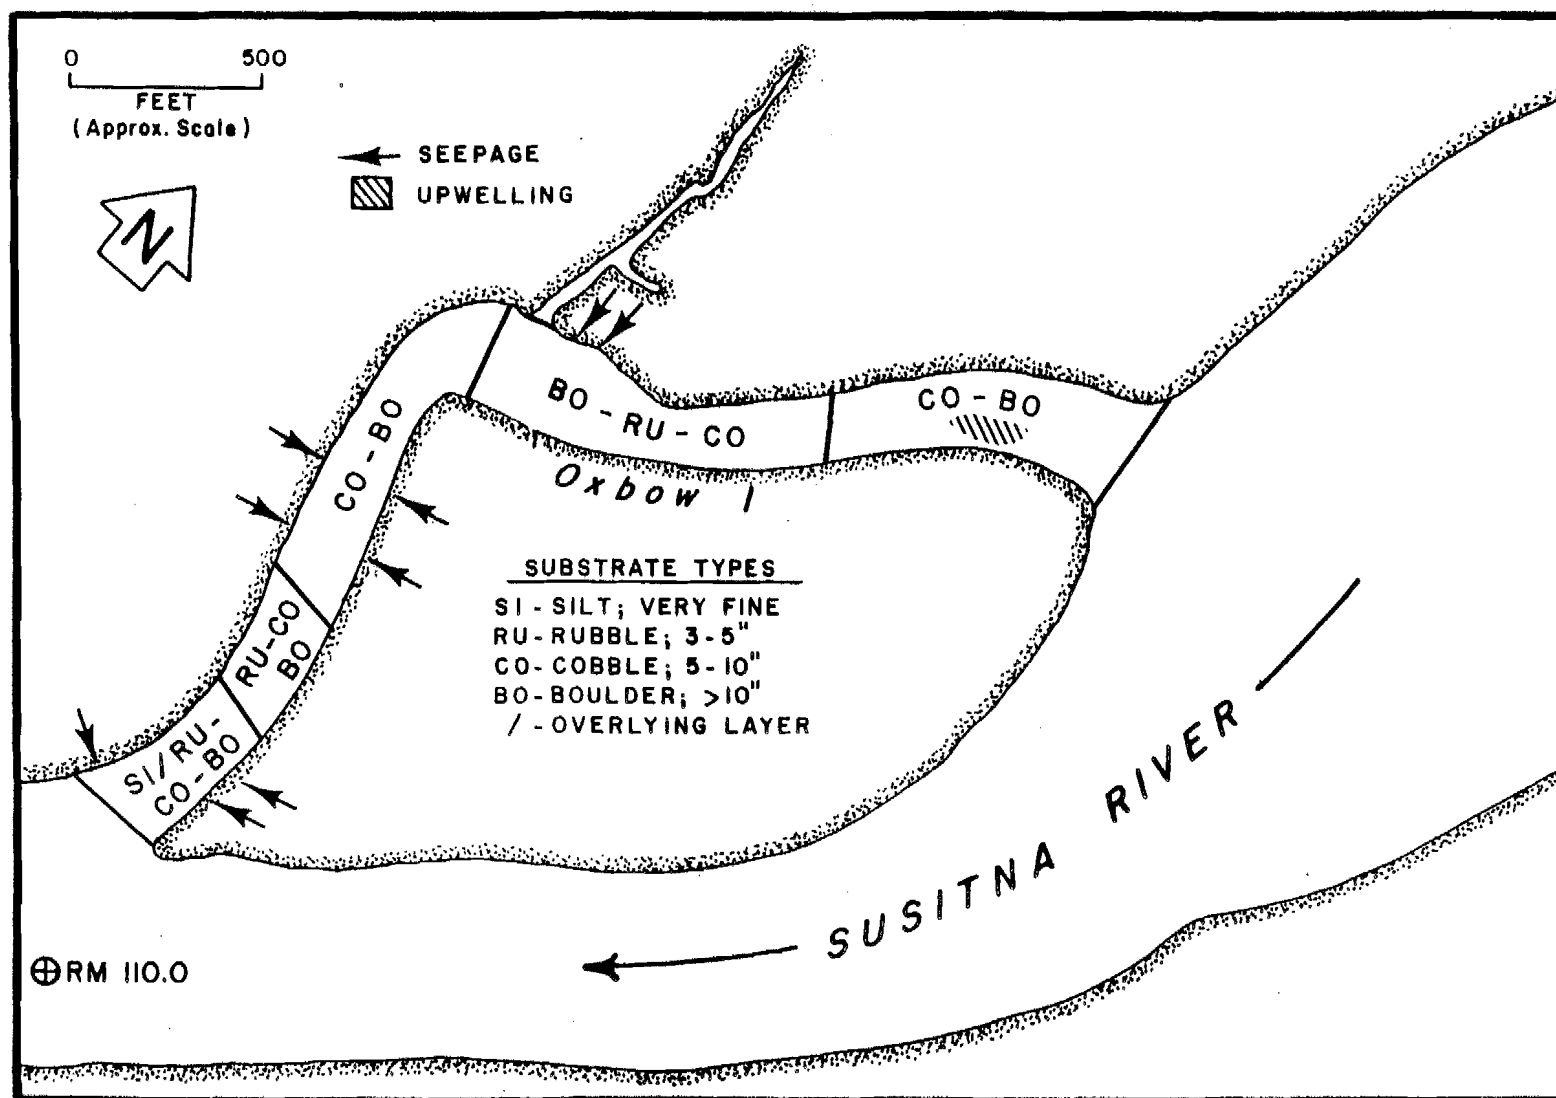 0 500
FEET
(Approx. Scale)
SEEPAGE
UPWELLING
N
CO-BO
BO-RU-CO
CO-BO
Oxbow I
RU-CO
BO
SI/RU-
CO-BO
SUBSTRATE TYPES
SI-SILT; VERY FINE
RU-RUBBLE; 3-5"
CO-COBBLE; 5-10"
BO-BOULDER; >10"
/-OVERLYING LAYER
SUSITNA RIVER
RM 110.0